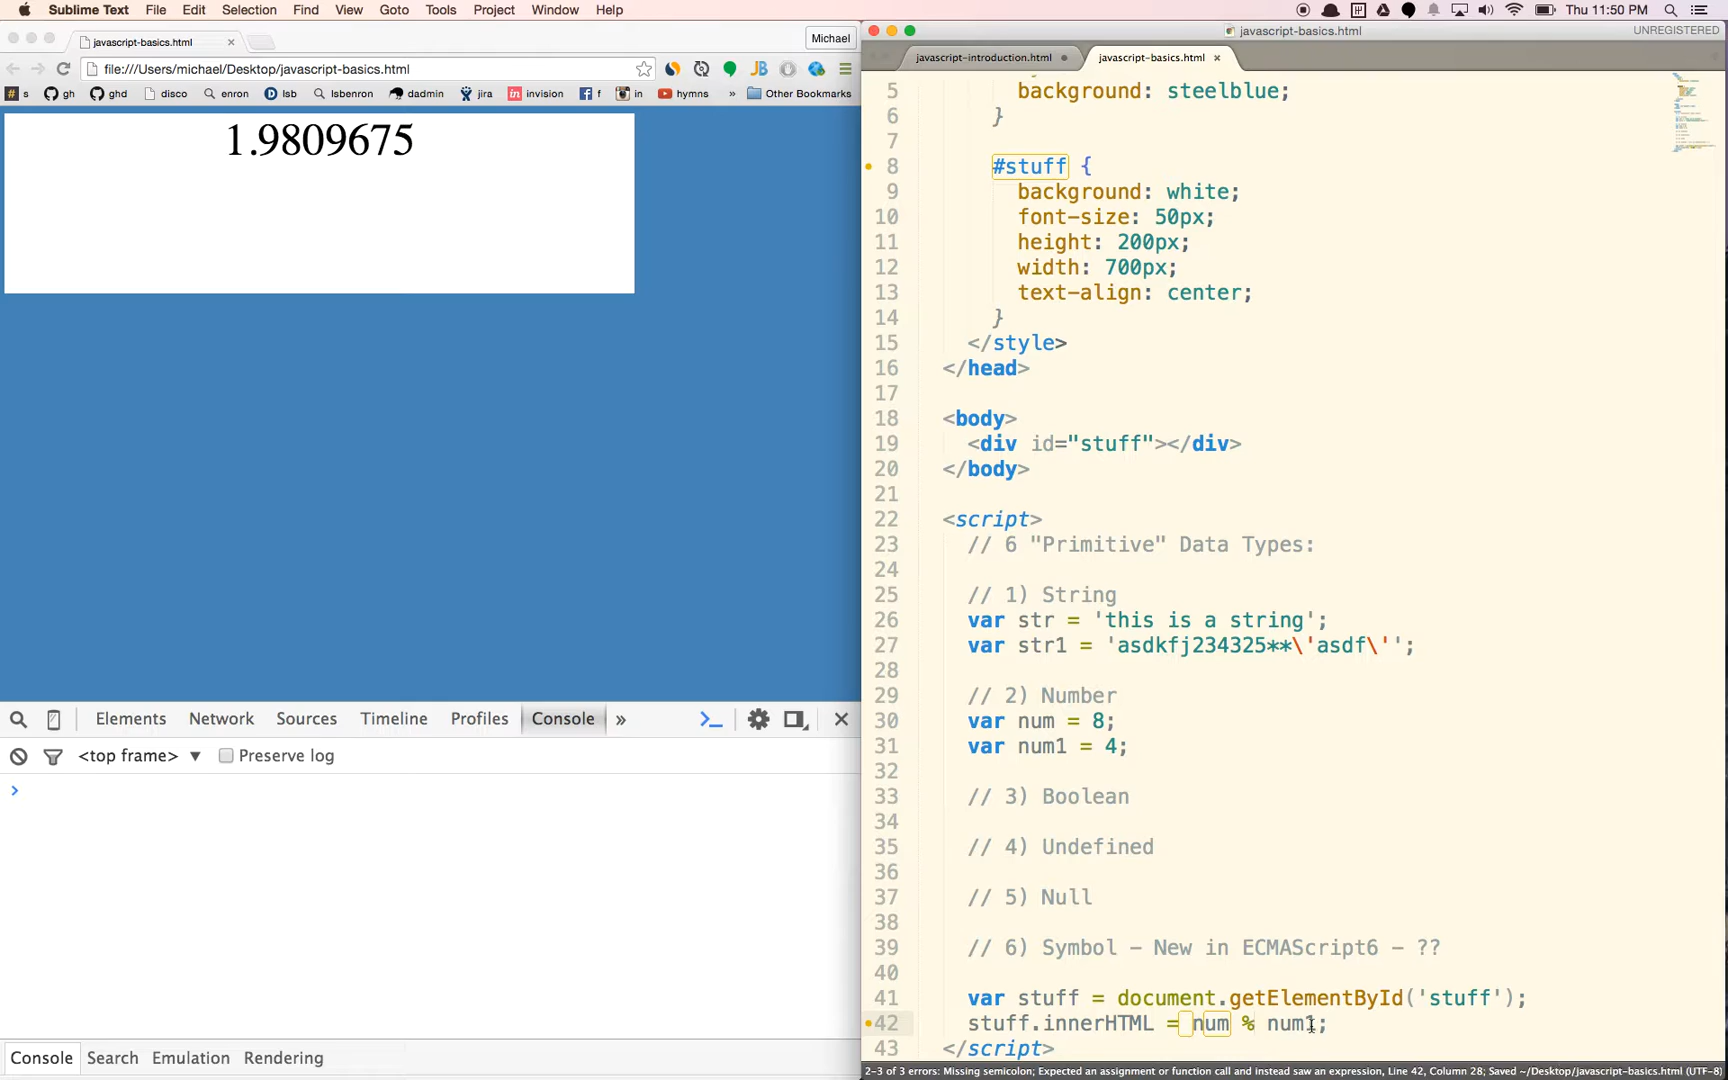 Sublime Text File Edit Selection Find View Goto Tools Project Window Help Thu 11:50 PM
javascript-basics.html × Michael
file:///Users/michael/Desktop/javascript-basics.html
s gh ghd disco enron lsb lsbenron dadmin jira in invision f in hymns » Other Bookmarks
1.9809675
Elements Network Sources Timeline Profiles Console »
<top frame> ▼ Preserve log
>
Console Search Emulation Rendering
javascript-basics.html UNREGISTERED
javascript-introduction.html javascript-basics.html ×
5 background: steelblue;
6 }
7
8 #stuff {
9 background: white;
10 font-size: 50px;
11 height: 200px;
12 width: 700px;
13 text-align: center;
14 }
15 </style>
16 </head>
17
18 <body>
19 <div id="stuff"></div>
20 </body>
21
22 <script>
23 // 6 "Primitive" Data Types:
24
25 // 1) String
26 var str = 'this is a string';
27 var str1 = 'asdkfj234325**\'asdf\'';
28
29 // 2) Number
30 var num = 8;
31 var num1 = 4;
32
33 // 3) Boolean
34
35 // 4) Undefined
36
37 // 5) Null
38
39 // 6) Symbol - New in ECMAScript6 - ??
40
41 var stuff = document.getElementById('stuff');
42 stuff.innerHTML = num % num1;
43 </script>
2-3 of 3 errors: Missing semicolon; Expected an assignment or function call and instead saw an expression, Line 42, Column 28; Saved ~/Desktop/javascript-basics.html (UTF-8)